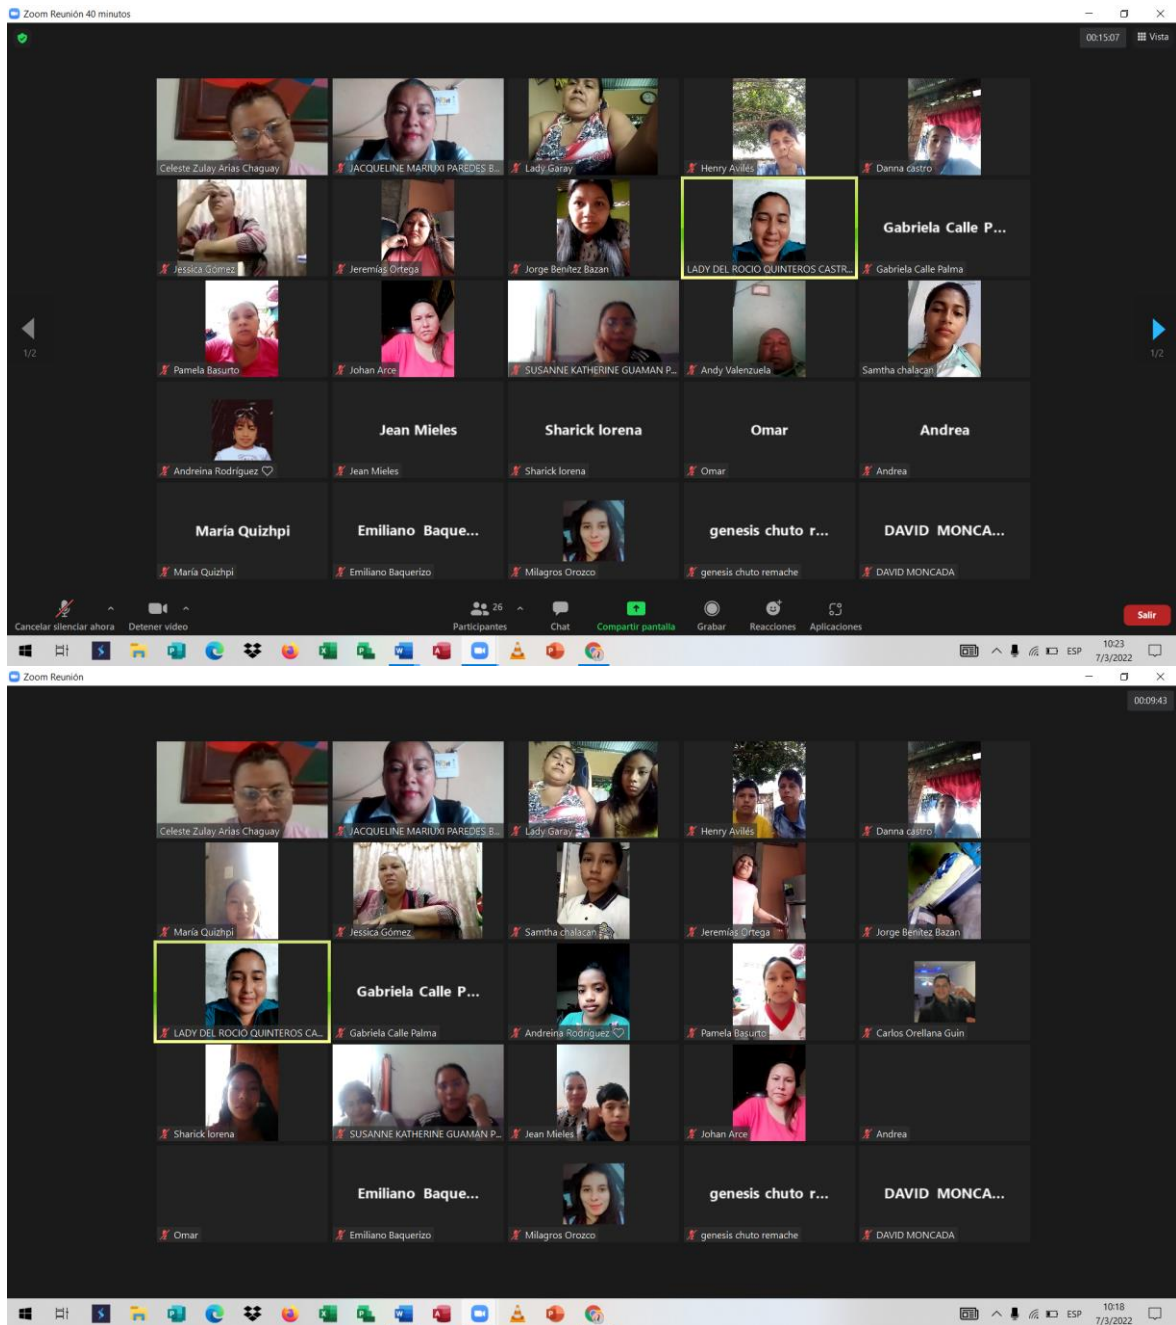 Zoom Reunión 40 minutos
00:15:07 Vista
Celeste Zulay Arias Chaguay
JACQUELINE MARIUXI PAREDES B...
Lady Garay
Henry Avilés
Danna castro
Jessica Gómez
Jeremías Ortega
Jorge Benítez Bazan
LADY DEL ROCIO QUINTEROS CASTR...
Gabriela Calle P...
Gabriela Calle Palma
1/2
1/2
Pamela Basurto
Johan Arce
SUSANNE KATHERINE GUAMAN P...
Andy Valenzuela
Samtha chalacan
Andreina Rodríguez ♡
Jean Mieles
Jean Mieles
Sharick lorena
Sharick lorena
Omar
Omar
Andrea
Andrea
María Quizhpi
María Quizhpi
Emiliano Baque...
Emiliano Baquerizo
Milagros Orozco
genesis chuto r...
genesis chuto remache
DAVID MONCA...
DAVID MONCADA
Cancelar silenciar ahora
Detener video
26
Participantes
Chat
Compartir pantalla
Grabar
Reacciones
Aplicaciones
Salir
ESP
10:23
7/3/2022
Zoom Reunión
00:09:43
Celeste Zulay Arias Chaguay
JACQUELINE MARIUXI PAREDES B...
Lady Garay
Henry Avilés
Danna castro
María Quizhpi
Jessica Gómez
Samtha chalacan
Jeremías Ortega
Jorge Benítez Bazan
LADY DEL ROCIO QUINTEROS CA...
Gabriela Calle P...
Gabriela Calle Palma
Andreina Rodríguez ♡
Pamela Basurto
Carlos Orellana Guin
Sharick lorena
SUSANNE KATHERINE GUAMAN P...
Jean Mieles
Johan Arce
Andrea
Omar
Emiliano Baque...
Emiliano Baquerizo
Milagros Orozco
genesis chuto r...
genesis chuto remache
DAVID MONCA...
DAVID MONCADA
ESP
10:18
7/3/2022